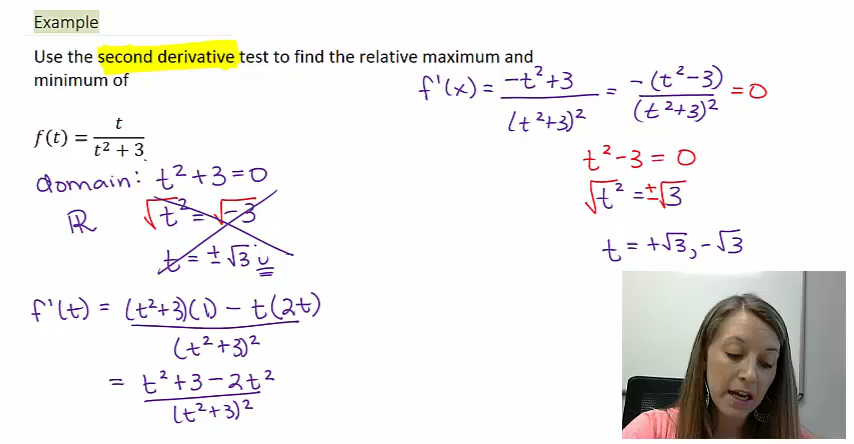 Example
Use the second derivative test to find the relative maximum and
minimum of
f(t) = t / (t² + 3)
domain: t² + 3 = 0
ℝ √t² = √-3
t = ± √3 i
f'(t) = ((t²+3)(1) - t(2t)) / (t²+3)²
= (t² + 3 - 2t²) / (t²+3)²
f'(x) = (-t² + 3) / (t²+3)² = -(t² - 3) / (t²+3)² = 0
t² - 3 = 0
√t² = ±√3
t = +√3, -√3